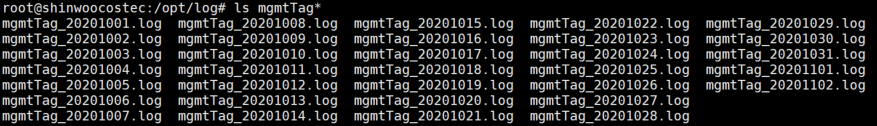 root@shinwoocostec:/opt/log# ls mgmtTag*
mgmtTag_20201001.log  mgmtTag_20201008.log  mgmtTag_20201015.log  mgmtTag_20201022.log  mgmtTag_20201029.log
mgmtTag_20201002.log  mgmtTag_20201009.log  mgmtTag_20201016.log  mgmtTag_20201023.log  mgmtTag_20201030.log
mgmtTag_20201003.log  mgmtTag_20201010.log  mgmtTag_20201017.log  mgmtTag_20201024.log  mgmtTag_20201031.log
mgmtTag_20201004.log  mgmtTag_20201011.log  mgmtTag_20201018.log  mgmtTag_20201025.log  mgmtTag_20201101.log
mgmtTag_20201005.log  mgmtTag_20201012.log  mgmtTag_20201019.log  mgmtTag_20201026.log  mgmtTag_20201102.log
mgmtTag_20201006.log  mgmtTag_20201013.log  mgmtTag_20201020.log  mgmtTag_20201027.log
mgmtTag_20201007.log  mgmtTag_20201014.log  mgmtTag_20201021.log  mgmtTag_20201028.log